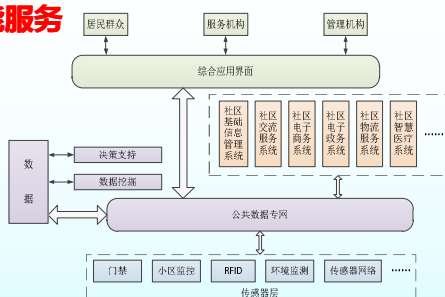 能服务
居民群众
服务机构
管理机构
综合应用界面
社区
基础
信息
管理
系统
社区
交流
服务
系统
社区
电子
商务
系统
社区
电子
政务
系统
社区
物流
服务
系统
社区
智慧
医疗
系统
······
数
据
决策支持
数据挖掘
公共数据专网
门禁
小区监控
RFID
环境监测
传感器网络
······
传感器层